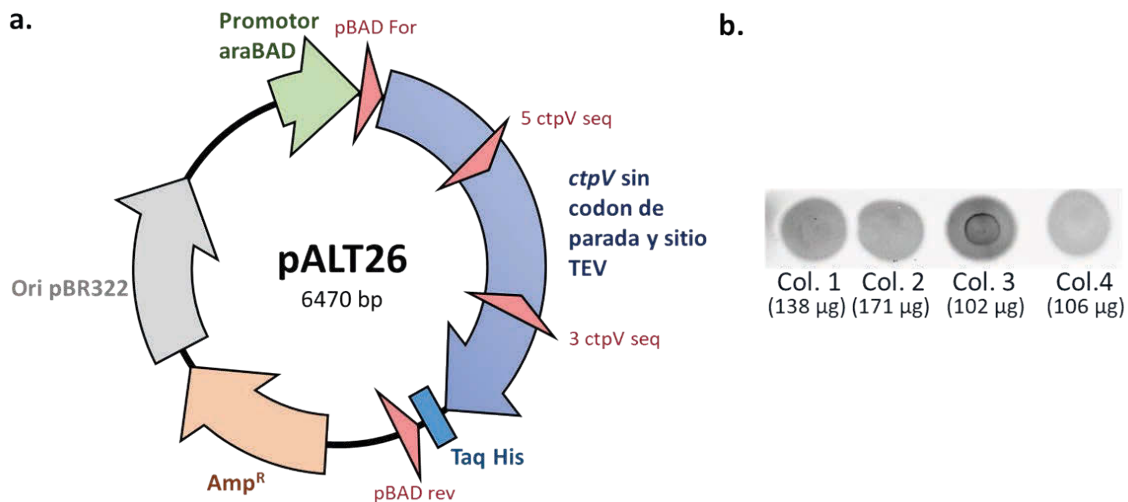 a.
Promotor
araBAD
pBAD For
5 ctpV seq
ctpV sin
codon de
parada y sitio
TEV
pALT26
6470 bp
Ori pBR322
3 ctpV seq
Taq His
pBAD rev
Amp^R
b.
Col. 1
(138 µg)
Col. 2
(171 µg)
Col. 3
(102 µg)
Col.4
(106 µg)